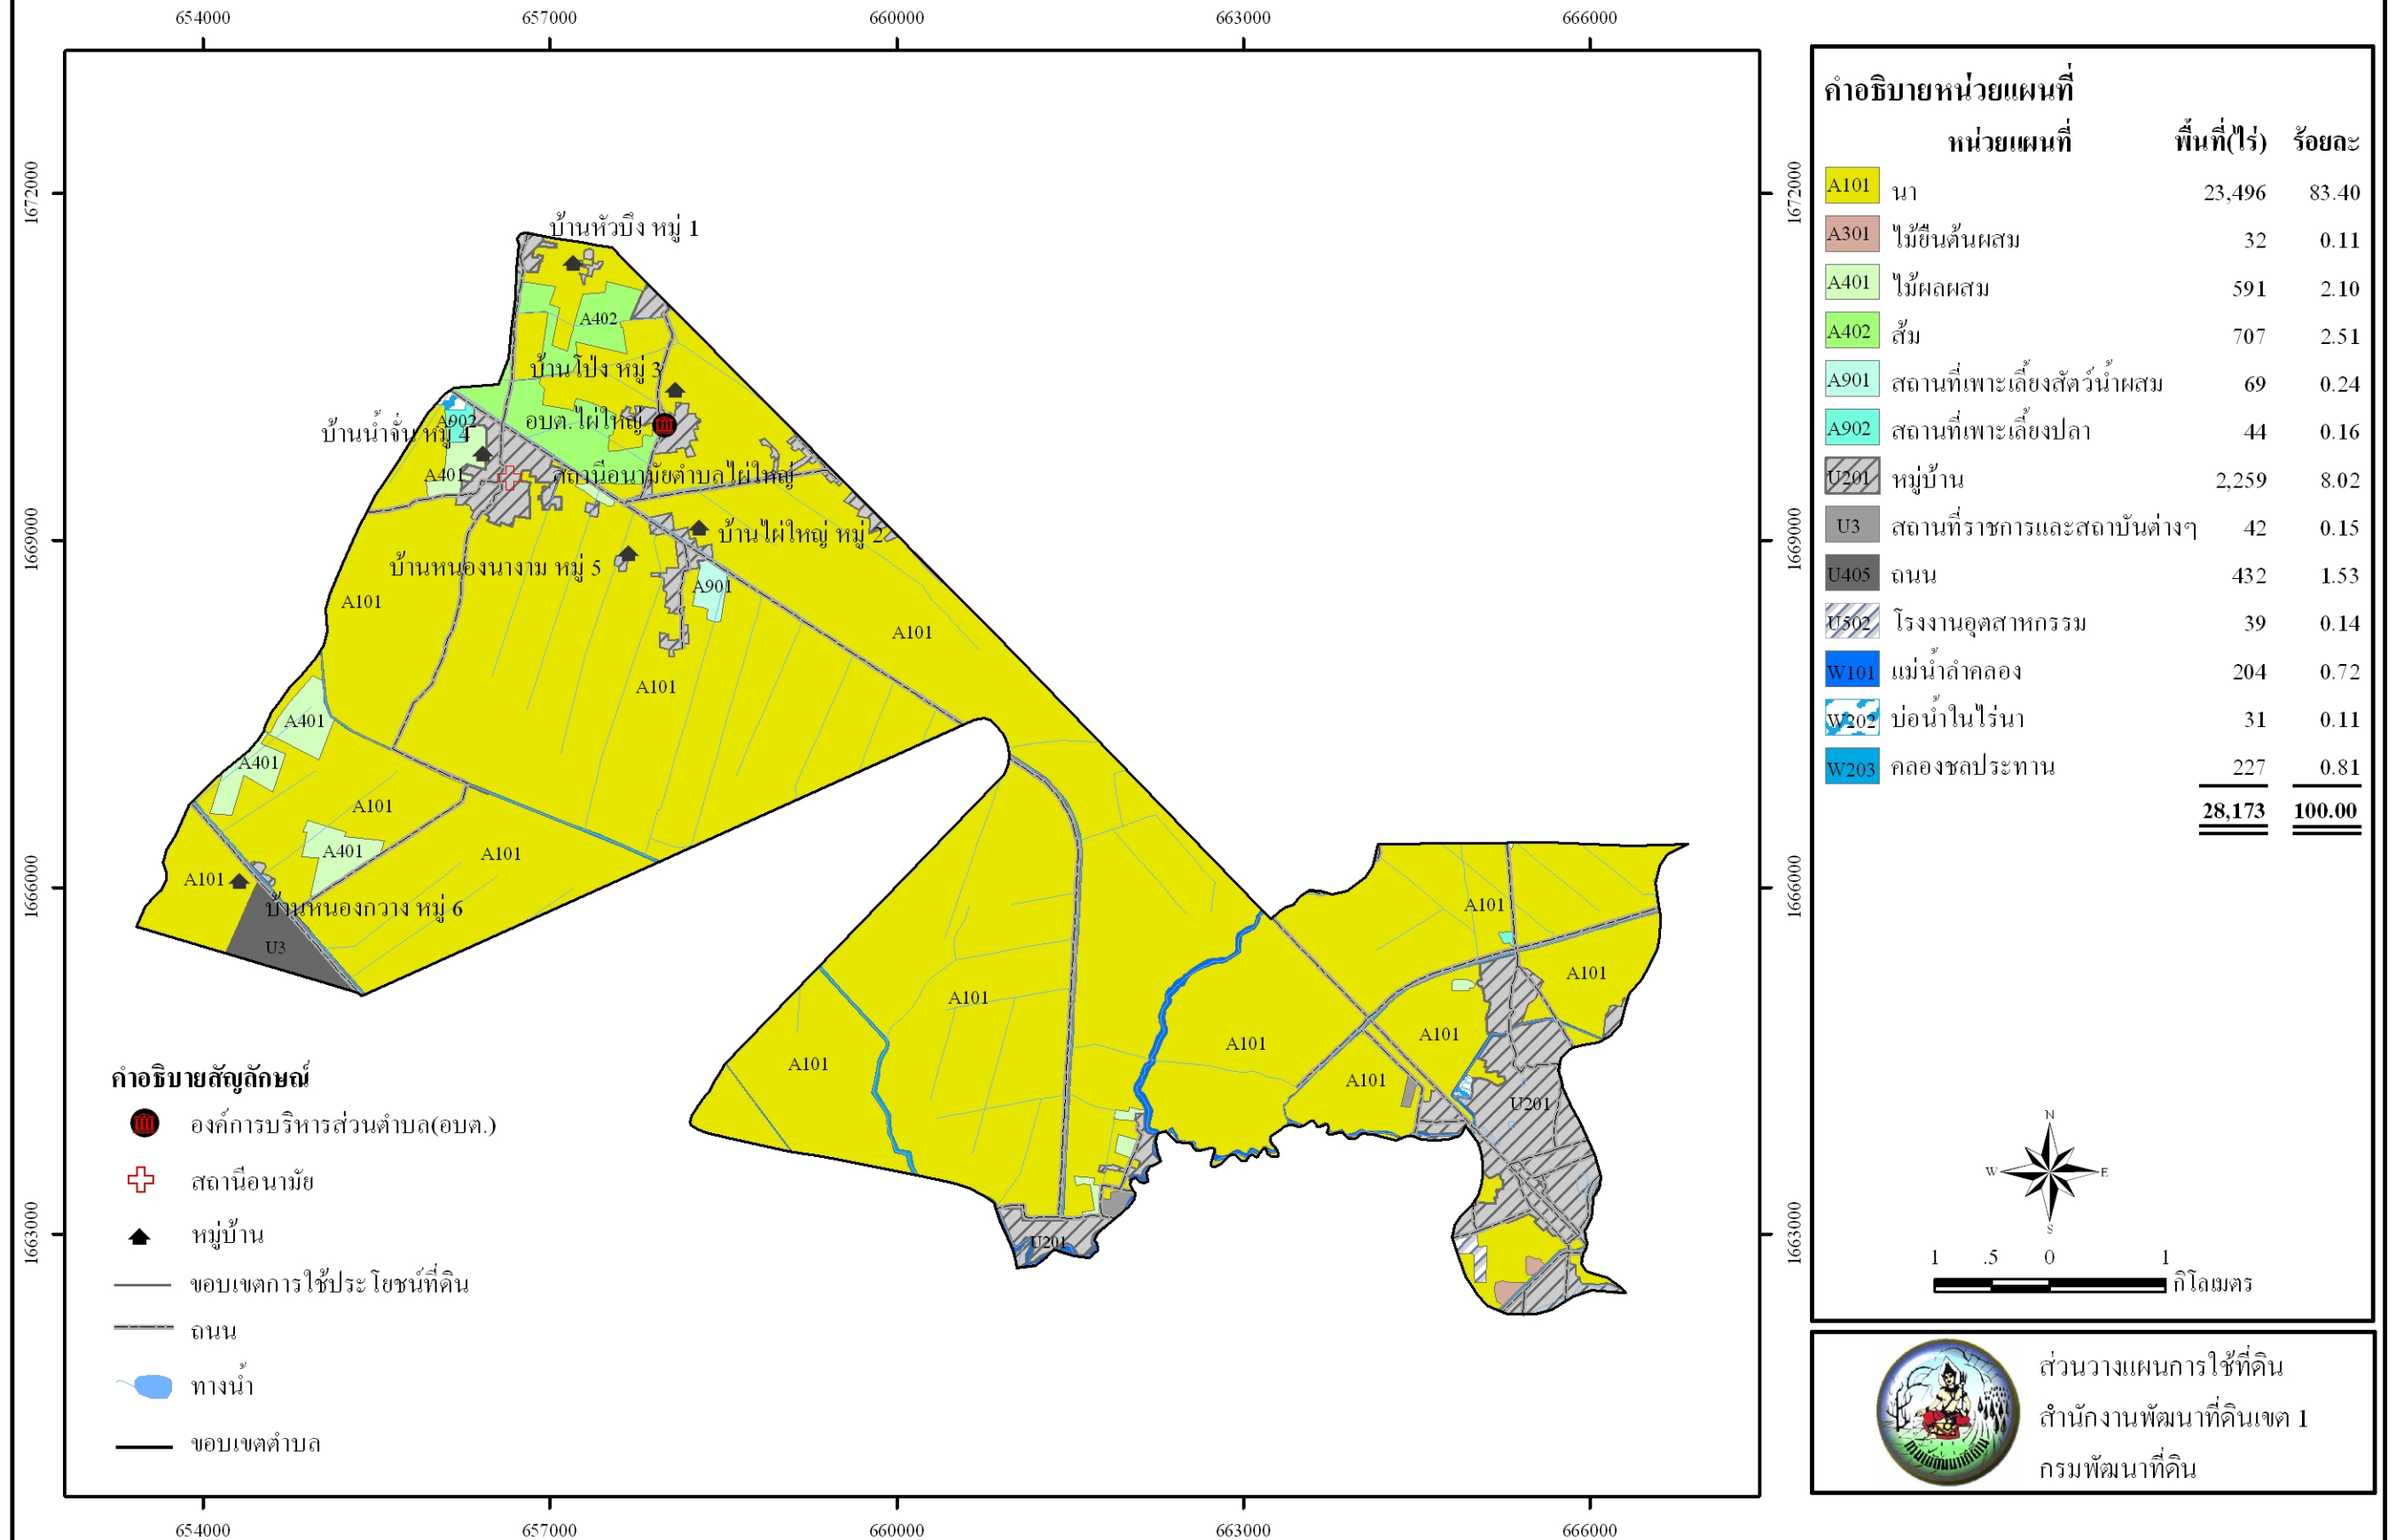 654000 657000 660000 663000 666000
1672000
1669000
1666000
1663000
1672000
1669000
1666000
1663000
บ้านหัวบึง หมู่ 1
A402
บ้านโป่ง หมู่ 3
A902
อบต.ไผ่ใหญ่
บ้านน้ำจั่น หมู่ 4
A401
สถานีอนามัยตำบลไผ่ใหญ่
บ้านไผ่ใหญ่ หมู่ 2
บ้านหนองนางาม หมู่ 5
A901
A101
A101
A101
A401
A401
A101
A401
A101
A101
บ้านหนองกวาง หมู่ 6
U3
A101
A101
A101
A101
A101
A101
A101
A101
U201
U201
คำอธิบายสัญลักษณ์
องค์การบริหารส่วนตำบล(อบต.)
สถานีอนามัย
หมู่บ้าน
ขอบเขตการใช้ประโยชน์ที่ดิน
ถนน
ทางน้ำ
ขอบเขตตำบล
654000 657000 660000 663000 666000
คำอธิบายหน่วยแผนที่
หน่วยแผนที่ พื้นที่(ไร่) ร้อยละ
A101 นา 23,496 83.40
A301 ไม้ยืนต้นผสม 32 0.11
A401 ไม้ผลผสม 591 2.10
A402 ส้ม 707 2.51
A901 สถานที่เพาะเลี้ยงสัตว์น้ำผสม 69 0.24
A902 สถานที่เพาะเลี้ยงปลา 44 0.16
U201 หมู่บ้าน 2,259 8.02
U3 สถานที่ราชการและสถาบันต่างๆ 42 0.15
U405 ถนน 432 1.53
U502 โรงงานอุตสาหกรรม 39 0.14
W101 แม่น้ำลำคลอง 204 0.72
W202 บ่อน้ำในไร่นา 31 0.11
W203 คลองชลประทาน 227 0.81
28,173 100.00
N
W E
S
1 .5 0 1
กิโลเมตร
ส่วนวางแผนการใช้ที่ดิน
สำนักงานพัฒนาที่ดินเขต 1
กรมพัฒนาที่ดิน
กรมพัฒนาที่ดิน